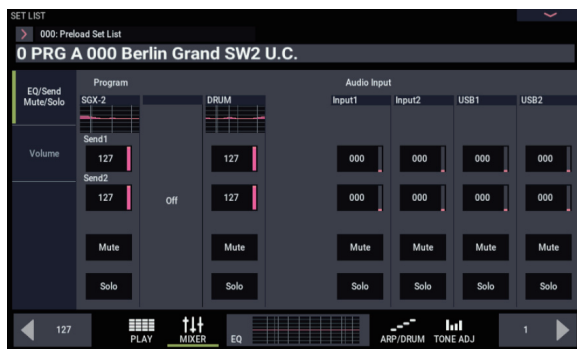 SET LIST
000: Preload Set List
0 PRG A 000 Berlin Grand SW2 U.C.
EQ/Send
Mute/Solo
Volume
Program
Audio Input
SGX-2
DRUM
Input1
Input2
USB1
USB2
Send1
127
127
000
000
000
000
Send2
127
Off
127
000
000
000
000
Mute
Mute
Mute
Mute
Mute
Mute
Solo
Solo
Solo
Solo
Solo
Solo
127
PLAY
MIXER
EQ
ARP/DRUM
TONE ADJ
1